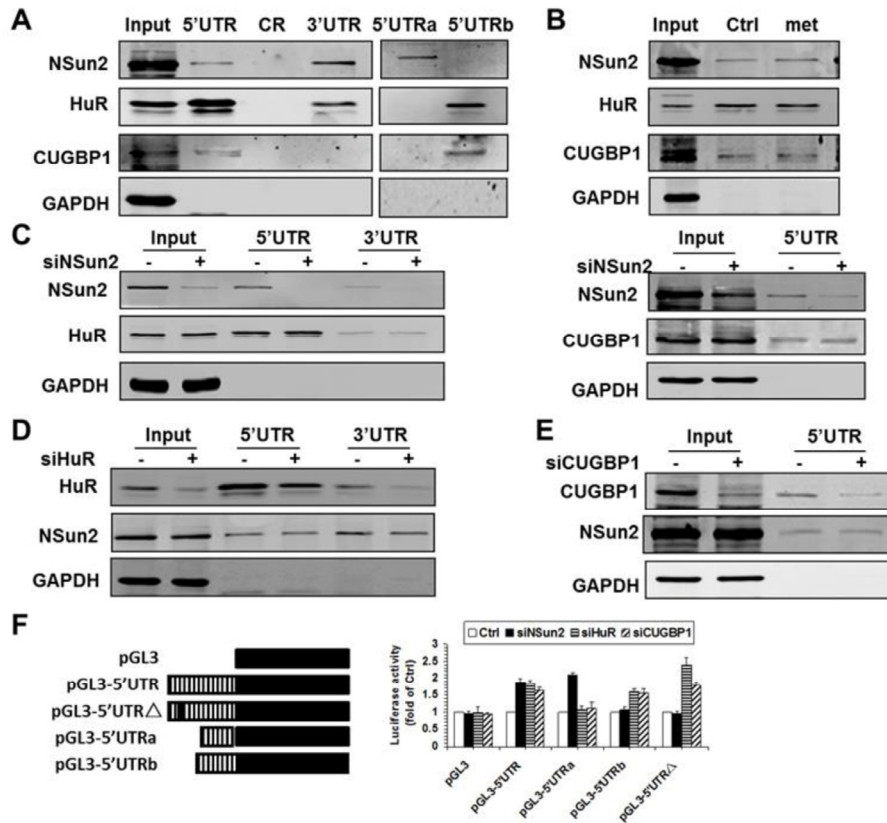 A
Input 5'UTR CR 3'UTR 5'UTRa 5'UTRb
NSun2
HuR
CUGBP1
GAPDH
B
Input Ctrl met
NSun2
HuR
CUGBP1
GAPDH
C
Input 5'UTR 3'UTR
siNSun2 - + - + - +
NSun2
HuR
GAPDH
Input 5'UTR
siNSun2 - + - +
NSun2
CUGBP1
GAPDH
D
Input 5'UTR 3'UTR
siHuR - + - + - +
HuR
NSun2
GAPDH
E
Input 5'UTR
siCUGBP1 - + - +
CUGBP1
NSun2
GAPDH
F
pGL3
pGL3-5'UTR
pGL3-5'UTR△
pGL3-5'UTRa
pGL3-5'UTRb
Ctrl siNSun2 siHuR siCUGBP1
Luciferase activity
(fold of Ctrl)
3
2.5
2
1.5
1
0.5
pGL3
pGL3-5'UTR
pGL3-5'UTRa
pGL3-5'UTRb
pGL3-5'UTRΔ